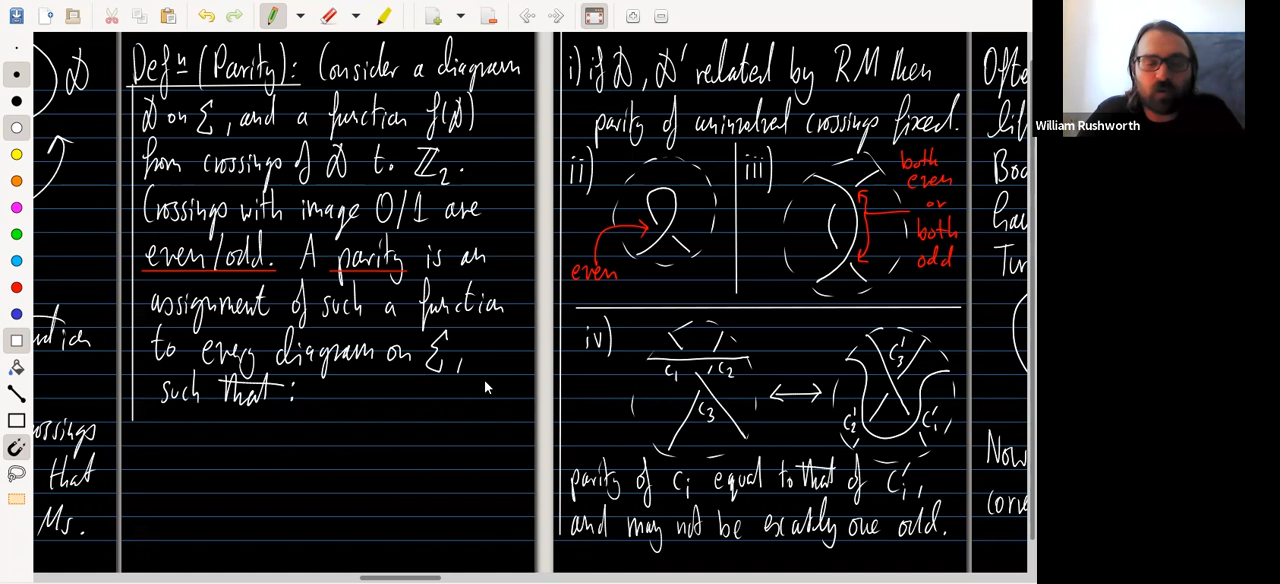 Defⁿ (Parity): Consider a diagram
D on Σ, and a function f(D)
from crossings of D to ℤ₂.
Crossings with image 0/1 are
even/odd. A parity is an
assignment of such a function
to every diagram on Σ,
such that:
i) if D, D' related by RM then
parity of uninvolved crossings fixed.
ii)
even
iii)
both
even
or
both
odd
iv)
C₁ C₂
C₃
C₃'
C₂' C₁'
parity of Cᵢ equal to that of Cᵢ',
and may not be exactly one odd.
D
ossings
that
Ms.
Ofte
Now
William Rushworth